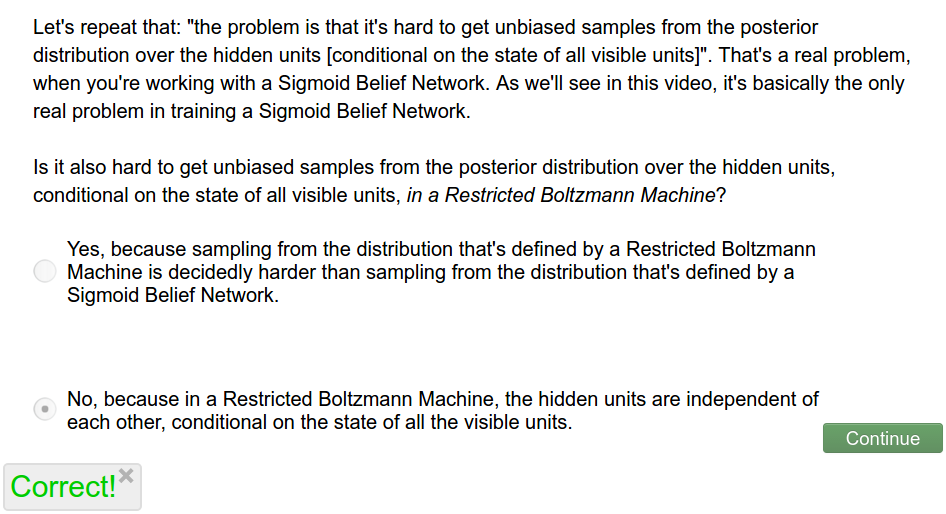 Let's repeat that: "the problem is that it's hard to get unbiased samples from the posterior
distribution over the hidden units [conditional on the state of all visible units]". That's a real problem,
when you're working with a Sigmoid Belief Network. As we'll see in this video, it's basically the only
real problem in training a Sigmoid Belief Network.
Is it also hard to get unbiased samples from the posterior distribution over the hidden units,
conditional on the state of all visible units, in a Restricted Boltzmann Machine?
Yes, because sampling from the distribution that's defined by a Restricted Boltzmann
Machine is decidedly harder than sampling from the distribution that's defined by a
Sigmoid Belief Network.
No, because in a Restricted Boltzmann Machine, the hidden units are independent of
each other, conditional on the state of all the visible units.
Continue
Correct!